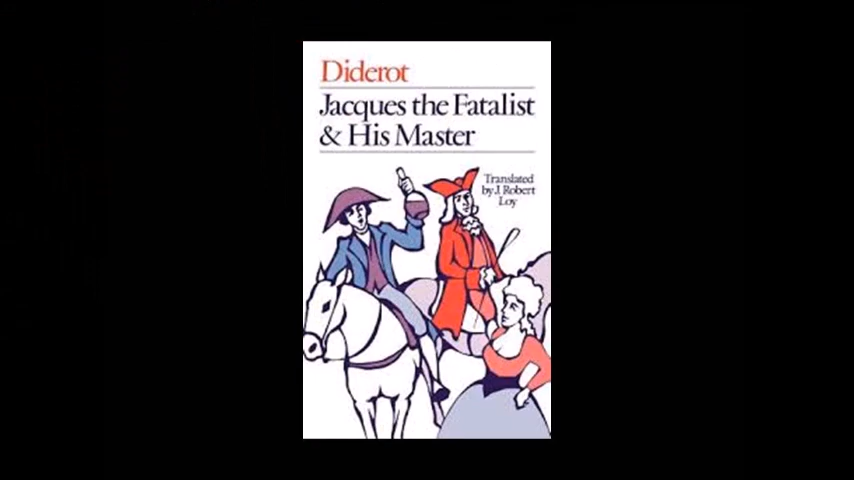 Diderot
Jacques the Fatalist
& His Master
Translated
by J. Robert
Loy